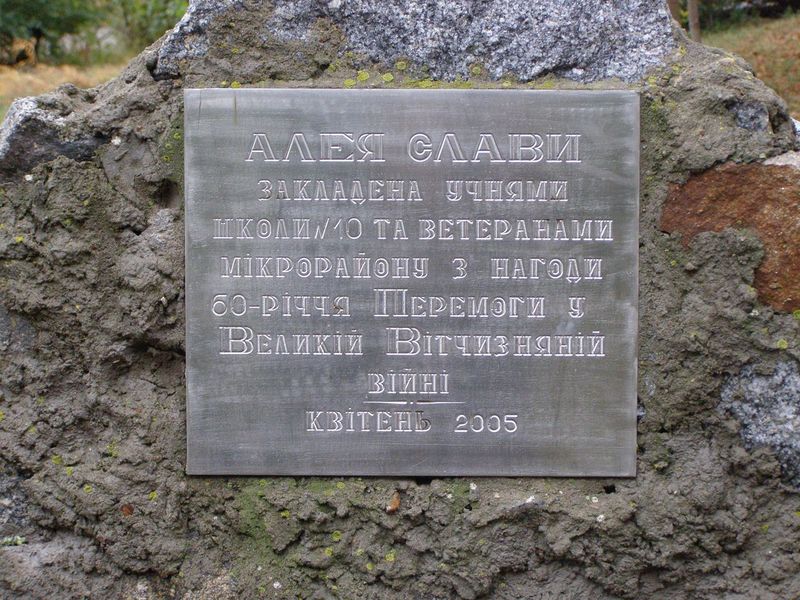 АЛЕЯ СЛАВИ
ЗАКЛАДЕНА УЧНЯМИ
ШКОЛИ №10 ТА ВЕТЕРАНАМИ
МІКРОРАЙОНУ З НАГОДИ
60-РІЧЧЯ ПЕРЕМОГИ У
ВЕЛИКІЙ ВІТЧИЗНЯНІЙ
ВІЙНІ
КВІТЕНЬ 2005